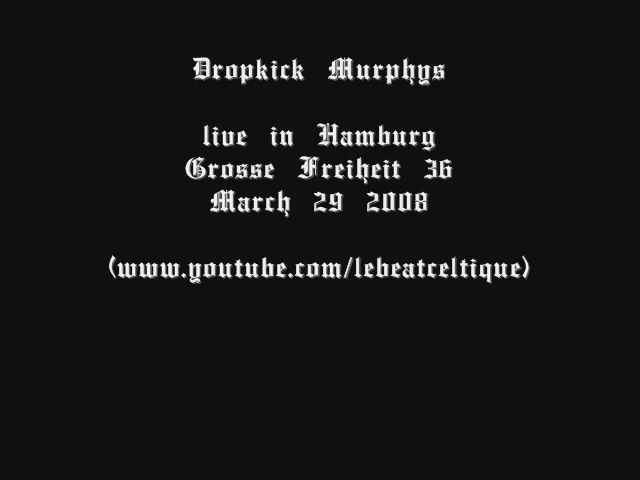 Dropkick Murphys
live in Hamburg
Grosse Freiheit 36
March 29 2008
(www.youtube.com/lebeatceltique)